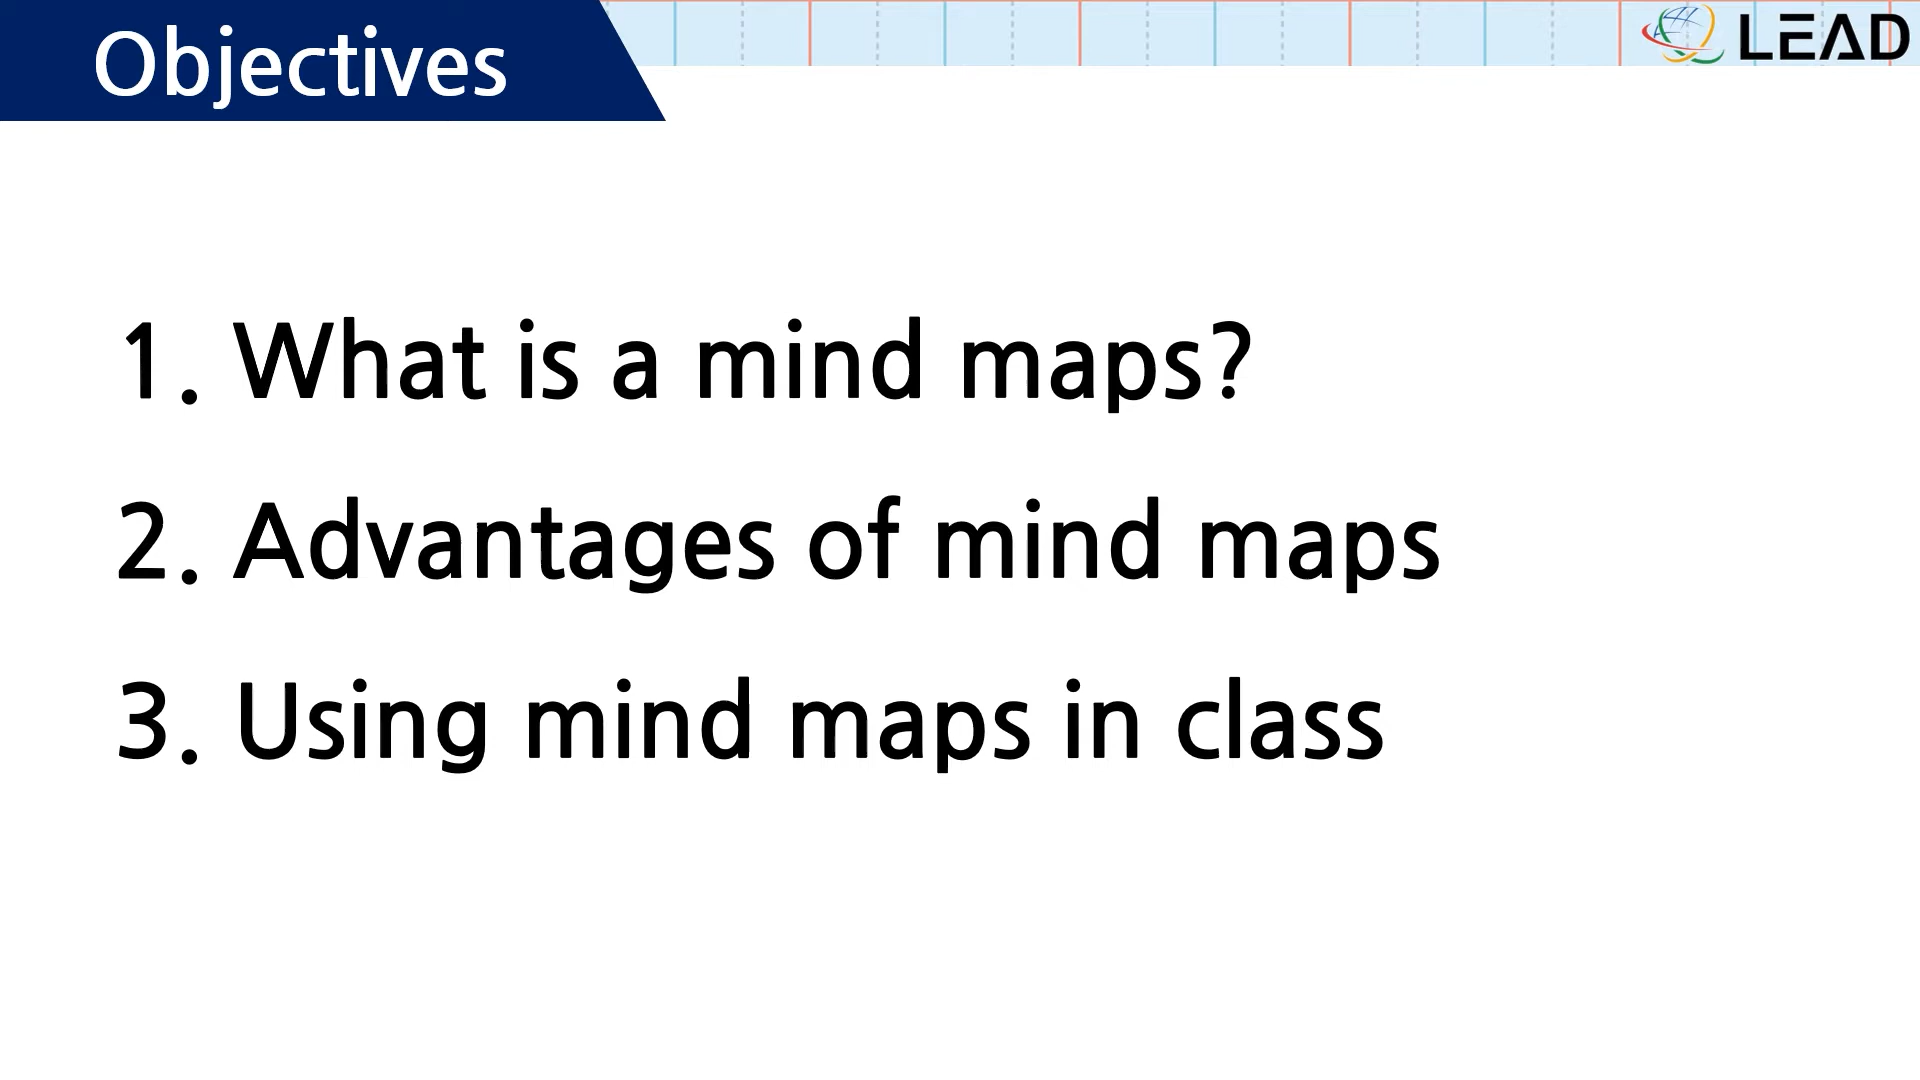 Objectives
LEAD
1. What is a mind maps?
2. Advantages of mind maps
3. Using mind maps in class